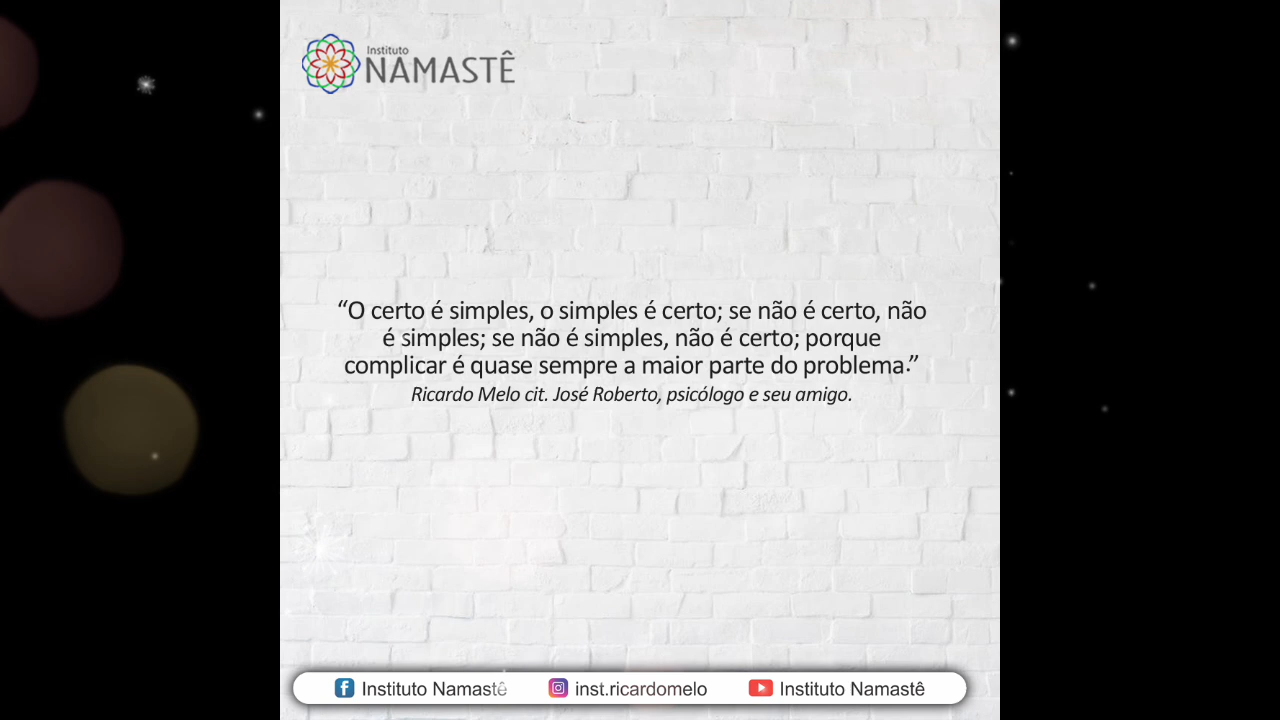 Instituto
NAMASTÊ
“O certo é simples, o simples é certo; se não é certo, não
é simples; se não é simples, não é certo; porque
complicar é quase sempre a maior parte do problema.”
Ricardo Melo cit. José Roberto, psicólogo e seu amigo.
Instituto Namastê inst.ricardomelo Instituto Namastê